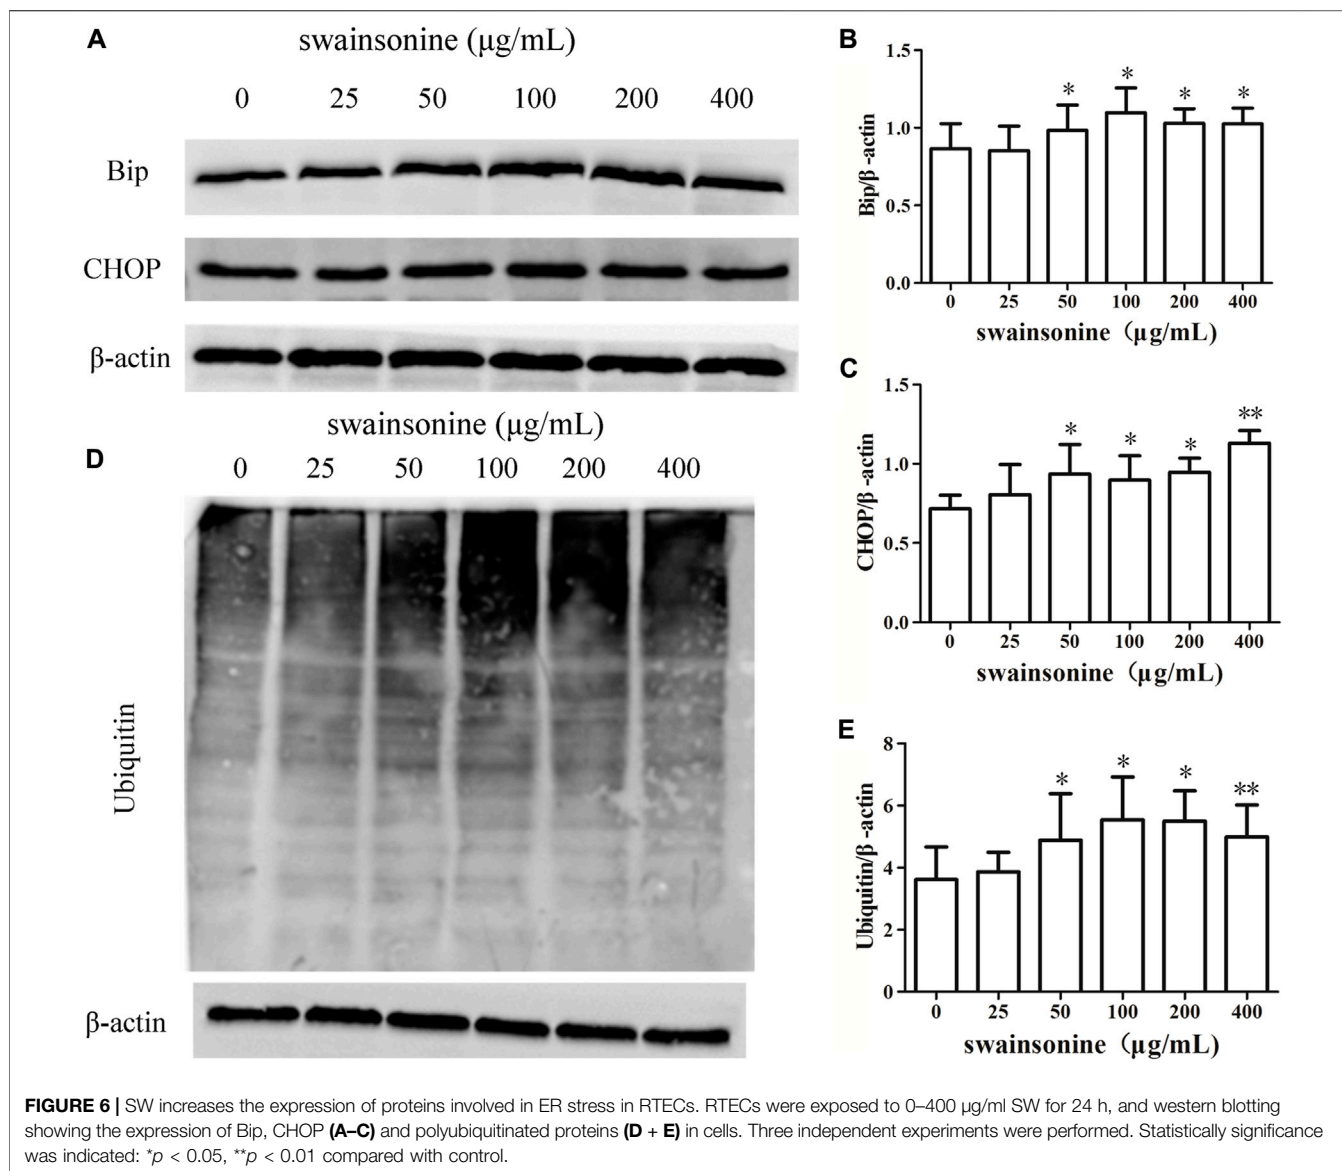 A
swainsonine (μg/mL)
0 25 50 100 200 400
Bip
CHOP
β-actin
B
1.5
1.0
0.5
0.0
Bip/β -actin
* * * *
0 25 50 100 200 400
swainsonine (μg/mL)
C
1.5
1.0
0.5
0.0
CHOP/β -actin
* * * **
0 25 50 100 200 400
swainsonine (μg/mL)
D
swainsonine (μg/mL)
0 25 50 100 200 400
Ubiquitin
β-actin
E
8
6
4
2
0
Ubiquitin/β -actin
* * * **
0 25 50 100 200 400
swainsonine (μg/mL)
FIGURE 6 | SW increases the expression of proteins involved in ER stress in RTECs. RTECs were exposed to 0–400 μg/ml SW for 24 h, and western blotting
showing the expression of Bip, CHOP (A–C) and polyubiquitinated proteins (D + E) in cells. Three independent experiments were performed. Statistically significance
was indicated: *p < 0.05, **p < 0.01 compared with control.